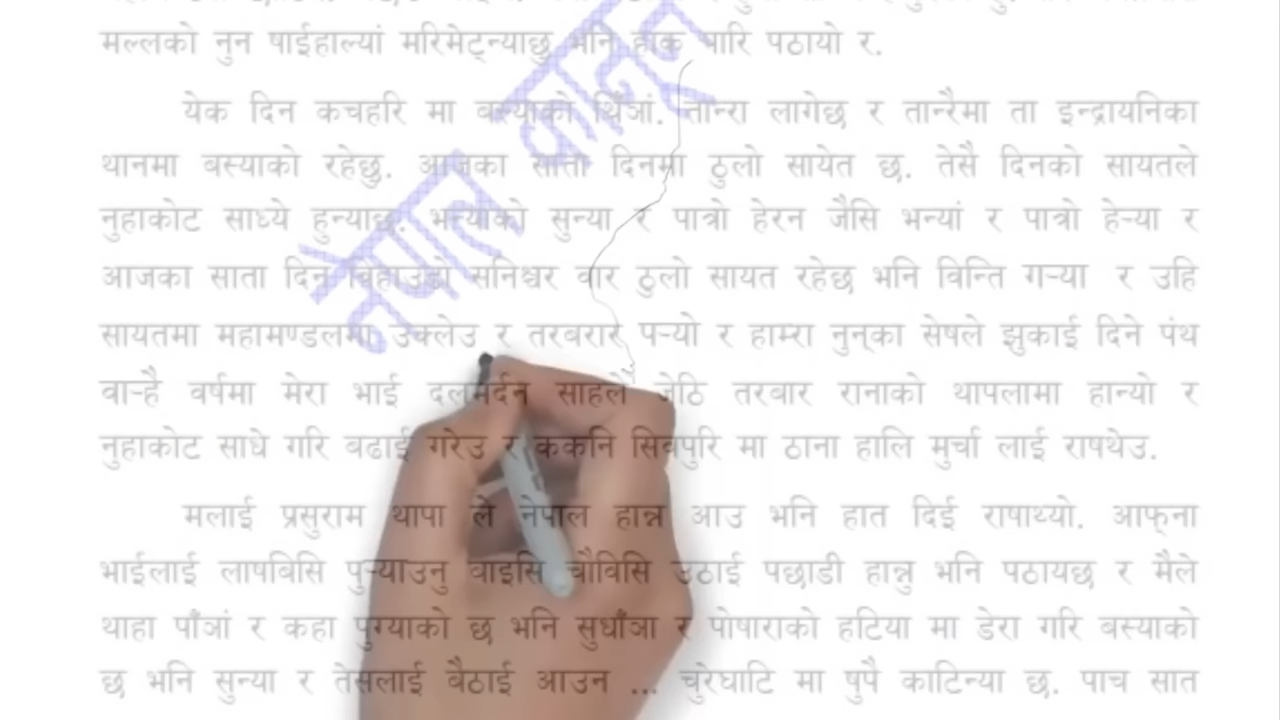 मल्लको नुन षाईहाल्यां मरिमेट्न्याछु भनि हाक पारि पठायो र.
येक दिन कचहरि मा बस्याको थिँञां. तान्रा लागेछ र तान्रैमा ता इन्द्रायनिका
थानमा बस्याको रहेछु. आजका साता दिनमा ठुलो सायेत छ. तेसै दिनको सायतले
नुहाकोट साध्ये हुन्याछ. भन्याको सुन्या र पात्रो हेरन जैसि भन्यां र पात्रो हेऱ्या र
आजका साता दिन बिहाउदो सनिश्चर वार ठुलो सायत रहेछ भनि विन्ति गऱ्या र उहि
सायतमा महामण्डलमा उक्लेउ र तरबरार पऱ्यो र हाम्रा नुन्का सेषले झुकाई दिने पंथ
वाऱ्है वर्षमा मेरा भाई दलमर्दन साहले जेठि तरबार रानाको थापलामा हान्यो र
नुहाकोट साधे गरि बढाई गरेउ र ककनि सिवपुरि मा ठाना हालि मुर्चा लाई राषथेउ.
मलाई प्रसुराम थापा ले नेपाल हान्न आउ भनि हात दिई राषाथ्यो. आफ्ना
भाईलाई लाषबिसि पुऱ्याउनु वाइसि चौविसि उठाई पछाडी हान्नु भनि पठायछ र मैले
थाहा पाँञां र कहा पुग्याको छ भनि सुधाँञा र पोषाराको हटिया मा डेरा गरि बस्याको
छ भनि सुन्या र तेसलाई बैठाई आउन ... चुरेघाटि मा षुपै काटिन्या छ. पाच सात
नेपाल कानून